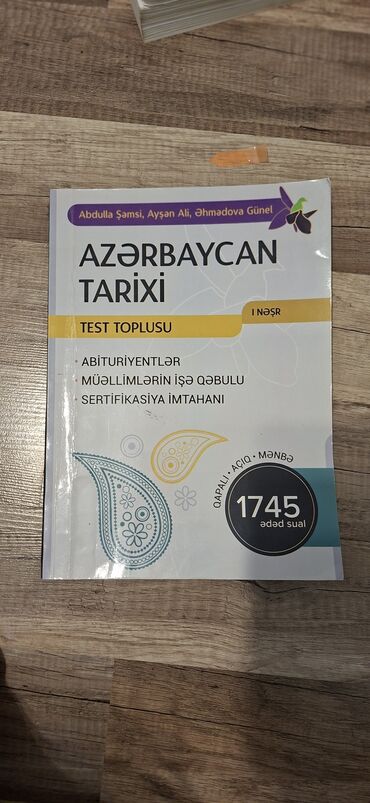 Abdulla Şəmsi, Ayşən Ali, Əhmədova Günel
AZƏRBAYCAN
TARİXİ
I NƏŞR
TEST TOPLUSU
• ABİTURİYENTLƏR
• MÜƏLLİMLƏRİN İŞƏ QƏBULU
• SERTİFİKASİYA İMTAHANI
QAPALI • AÇIQ • MƏNBƏ
1745
ədəd sual